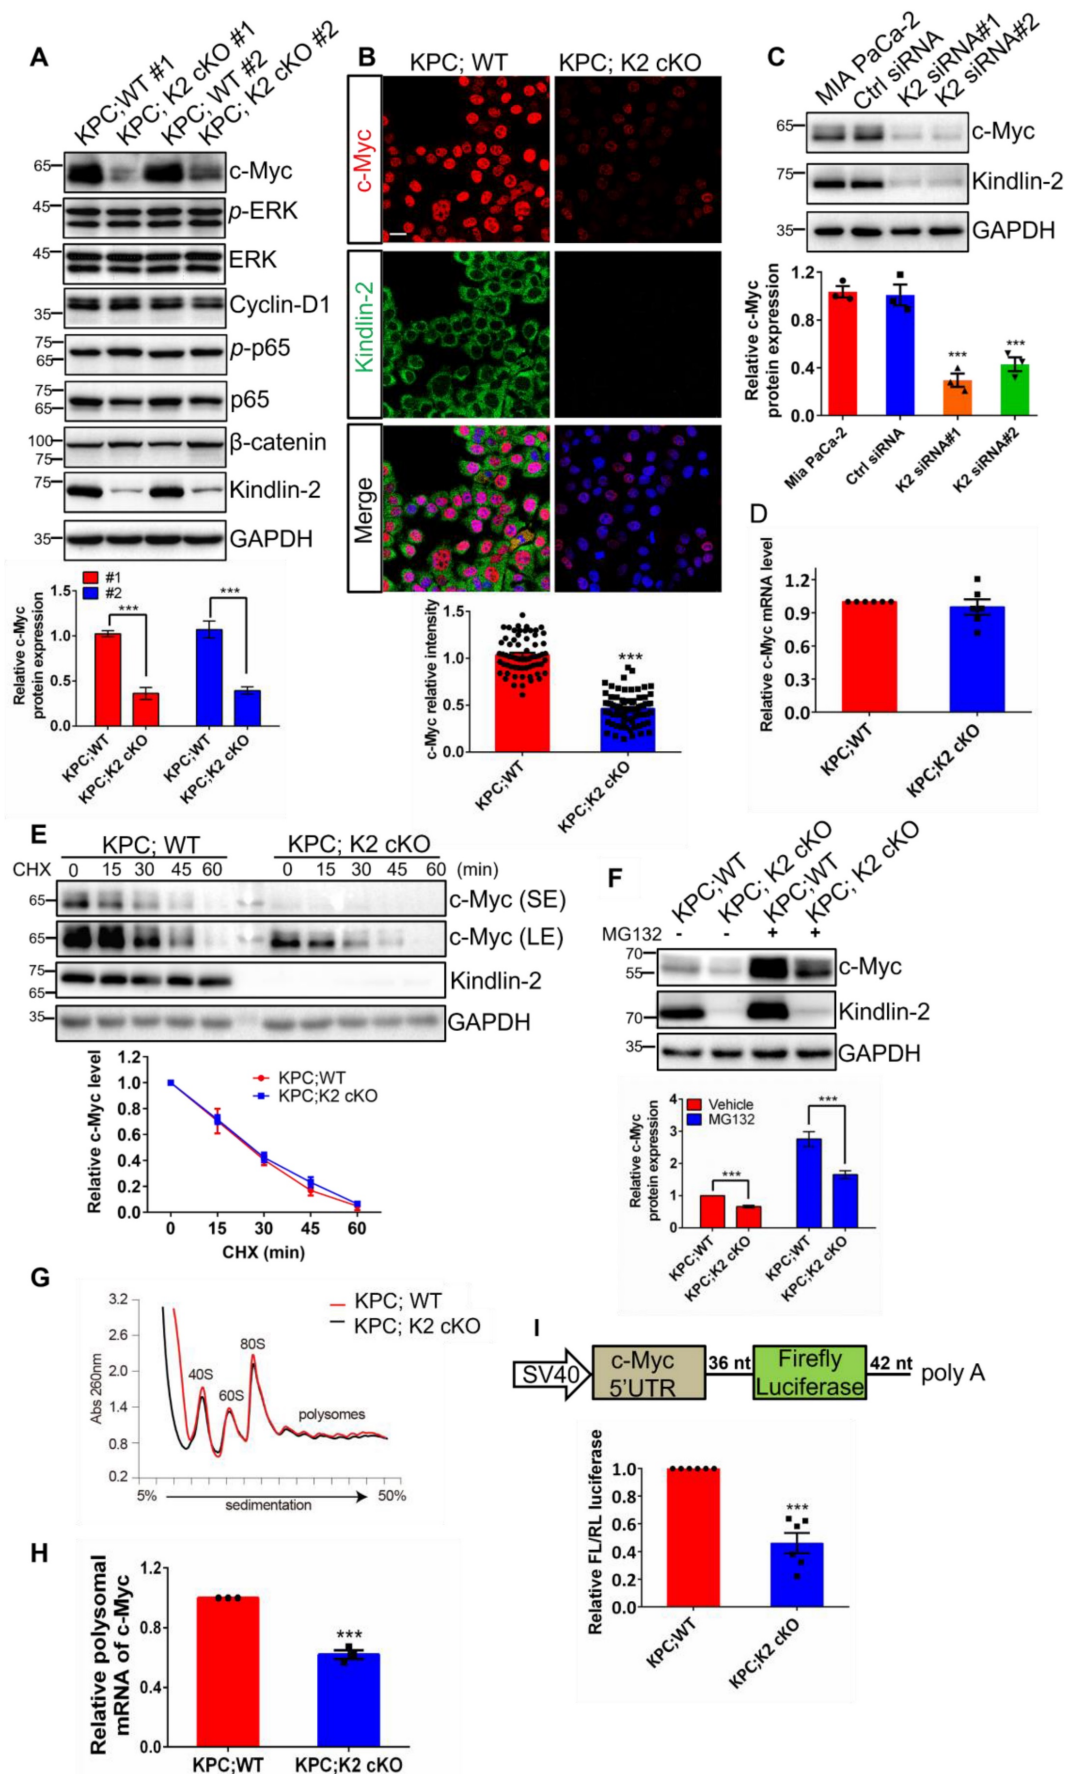 A
KPC;WT #1
KPC; K2 cKO #1
KPC; WT #2
KPC; K2 cKO #2
65
c-Myc
45
p-ERK
45
ERK
35
Cyclin-D1
75
65
p-p65
75
65
p65
100
75
β-catenin
75
Kindlin-2
35
GAPDH
#1
#2
Relative c-Myc
protein expression
1.5
1.0
0.5
0.0
***
***
KPC;WT
KPC;K2 cKO
KPC;WT
KPC;K2 cKO
B
KPC; WT
KPC; K2 cKO
c-Myc
Kindlin-2
Merge
c-Myc relative intensity
1.5
1.0
0.5
0.0
***
KPC;WT
KPC;K2 cKO
C
MIA PaCa-2
Ctrl siRNA
K2 siRNA#1
K2 siRNA#2
65
c-Myc
75
Kindlin-2
35
GAPDH
Relative c-Myc
protein expression
1.2
0.8
0.4
0.0
***
***
Mia PaCa-2
Ctrl siRNA
K2 siRNA#1
K2 siRNA#2
D
Relative c-Myc mRNA level
1.2
0.9
0.6
0.3
0.0
KPC;WT
KPC;K2 cKO
E
KPC; WT
KPC; K2 cKO
CHX 0 15 30 45 60 0 15 30 45 60 (min)
65
c-Myc (SE)
65
c-Myc (LE)
75
65
Kindlin-2
35
GAPDH
Relative c-Myc level
1.2
1.0
0.8
0.6
0.4
0.2
0.0
KPC;WT
KPC;K2 cKO
0 15 30 45 60
CHX (min)
F
KPC;WT
KPC; K2 cKO
KPC;WT
KPC; K2 cKO
MG132 - - + +
70
55
c-Myc
70
Kindlin-2
35
GAPDH
Relative c-Myc
protein expression
4
3
2
1
0
Vehicle
MG132
***
***
KPC;WT
KPC;K2 cKO
KPC;WT
KPC;K2 cKO
G
KPC; WT
KPC; K2 cKO
Abs 260nm
3.2
2.6
2.0
1.4
0.8
0.2
40S
60S
80S
polysomes
5%
sedimentation
50%
H
Relative polysomal
mRNA of c-Myc
1.2
0.8
0.4
0.0
***
KPC;WT
KPC;K2 cKO
I
SV40
c-Myc
5'UTR
36 nt
Firefly
Luciferase
42 nt
poly A
Relative FL/RL luciferase
1.0
0.8
0.6
0.4
0.2
0.0
***
KPC;WT
KPC;K2 cKO